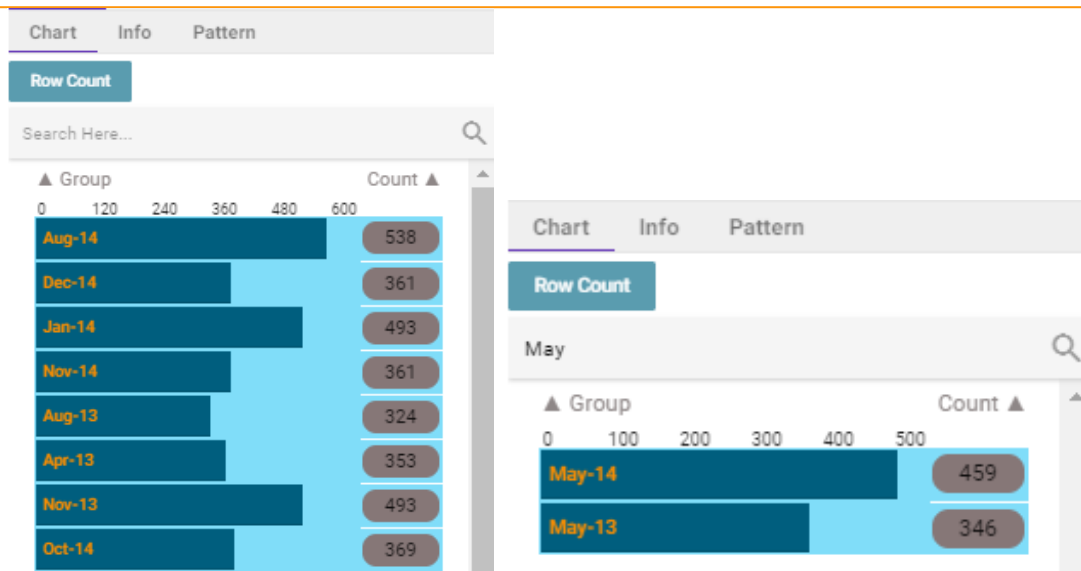 Chart Info Pattern
Row Count
Search Here...
▲ Group Count ▲
0 120 240 360 480 600
Aug-14 538
Dec-14 361
Jan-14 493
Nov-14 361
Aug-13 324
Apr-13 353
Nov-13 493
Oct-14 369
Chart Info Pattern
Row Count
May
▲ Group Count ▲
0 100 200 300 400 500
May-14 459
May-13 346